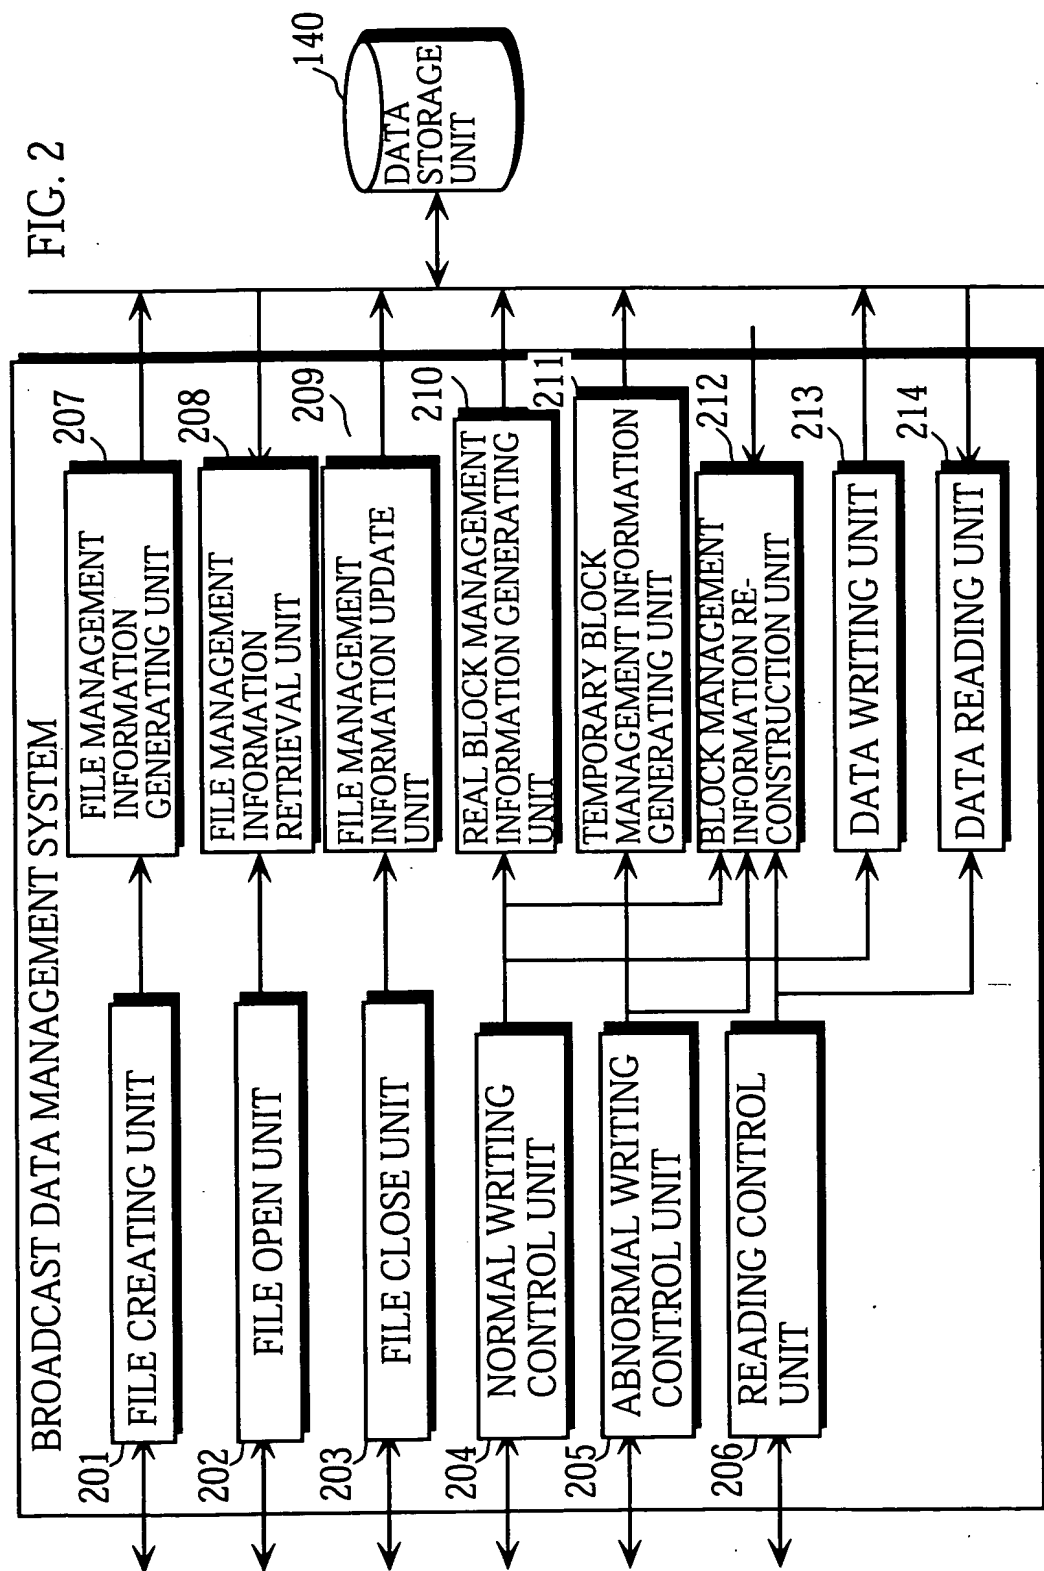 FIG. 2
BROADCAST DATA MANAGEMENT SYSTEM
201
FILE CREATING UNIT
202
FILE OPEN UNIT
203
FILE CLOSE UNIT
204
NORMAL WRITING
CONTROL UNIT
205
ABNORMAL WRITING
CONTROL UNIT
206
READING CONTROL
UNIT
207
FILE MANAGEMENT
INFORMATION
GENERATING UNIT
208
FILE MANAGEMENT
INFORMATION
RETRIEVAL UNIT
209
FILE MANAGEMENT
INFORMATION UPDATE
UNIT
210
REAL BLOCK MANAGEMENT
INFORMATION GENERATING
UNIT
211
TEMPORARY BLOCK
MANAGEMENT INFORMATION
GENERATING UNIT
212
BLOCK MANAGEMENT
INFORMATION RE-
CONSTRUCTION UNIT
213
DATA WRITING UNIT
214
DATA READING UNIT
140
DATA
STORAGE
UNIT